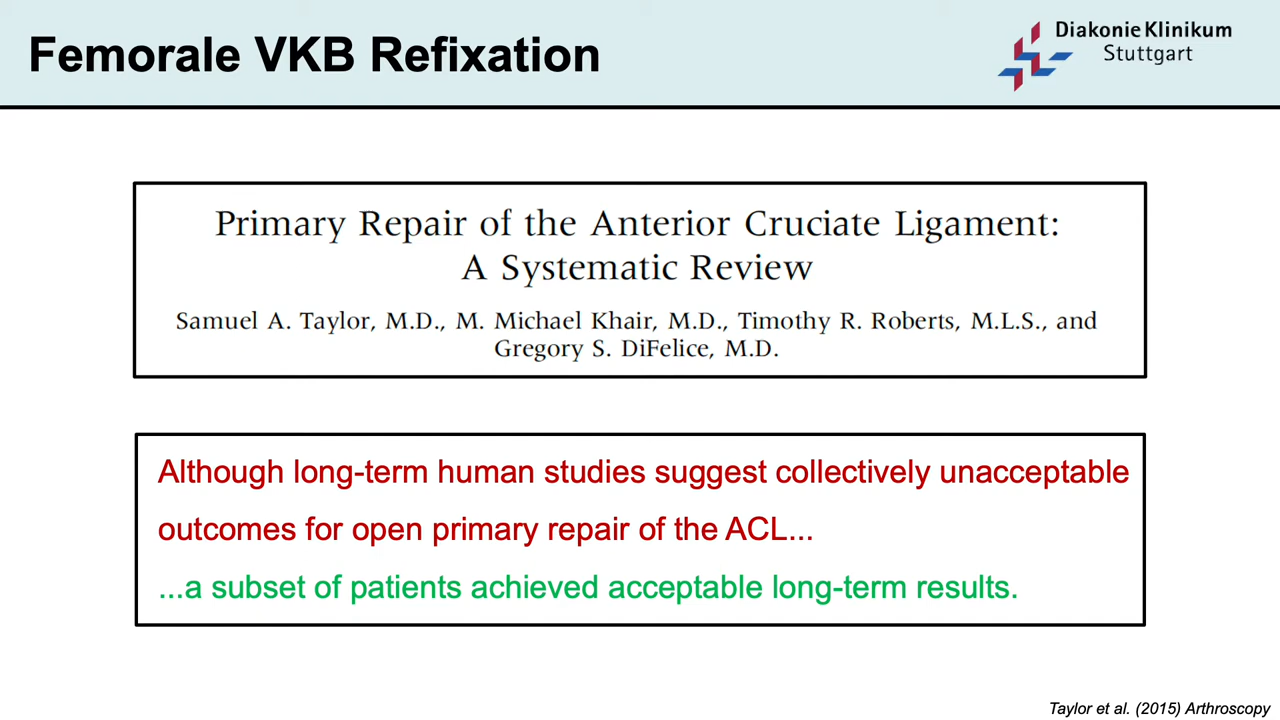 Femorale VKB Refixation
Diakonie Klinikum
Stuttgart
Primary Repair of the Anterior Cruciate Ligament:
A Systematic Review
Samuel A. Taylor, M.D., M. Michael Khair, M.D., Timothy R. Roberts, M.L.S., and
Gregory S. DiFelice, M.D.
Although long-term human studies suggest collectively unacceptable
outcomes for open primary repair of the ACL...
...a subset of patients achieved acceptable long-term results.
Taylor et al. (2015) Arthroscopy